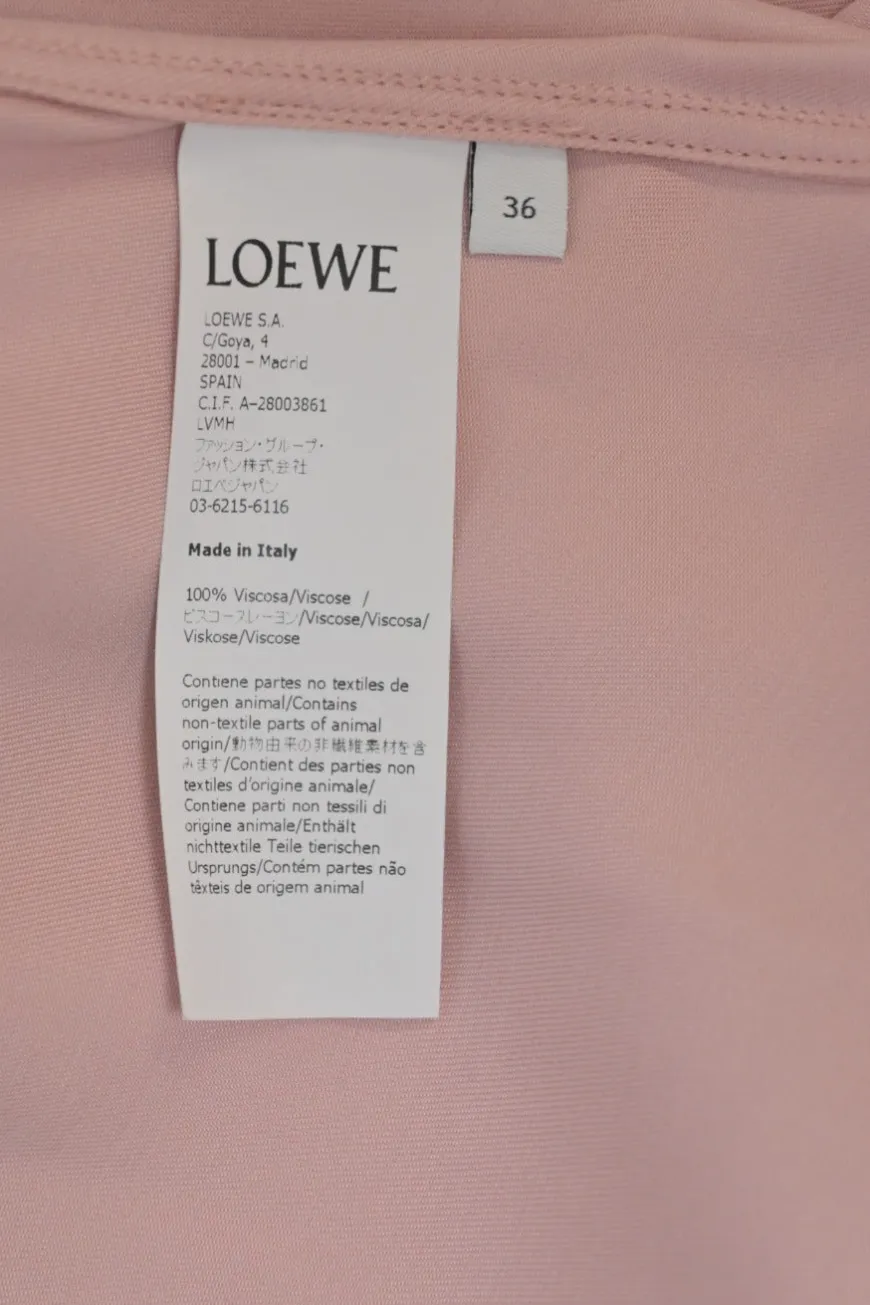 36
LOEWE
LOEWE S.A.
C/Goya, 4
28001 – Madrid
SPAIN
C.I.F. A-28003861
LVMH
ファッション・グループ・
ジャパン株式会社
ロエベジャパン
03-6215-6116
Made in Italy
100% Viscosa/Viscose /
ビスコースレーヨン/Viscose/Viscosa/
Viskose/Viscose
Contiene partes no textiles de
origen animal/Contains
non-textile parts of animal
origin/動物由来の非繊維素材を含
みます/Contient des parties non
textiles d'origine animale/
Contiene parti non tessili di
origine animale/Enthält
nichttextile Teile tierischen
Ursprungs/Contém partes não
têxteis de origem animal